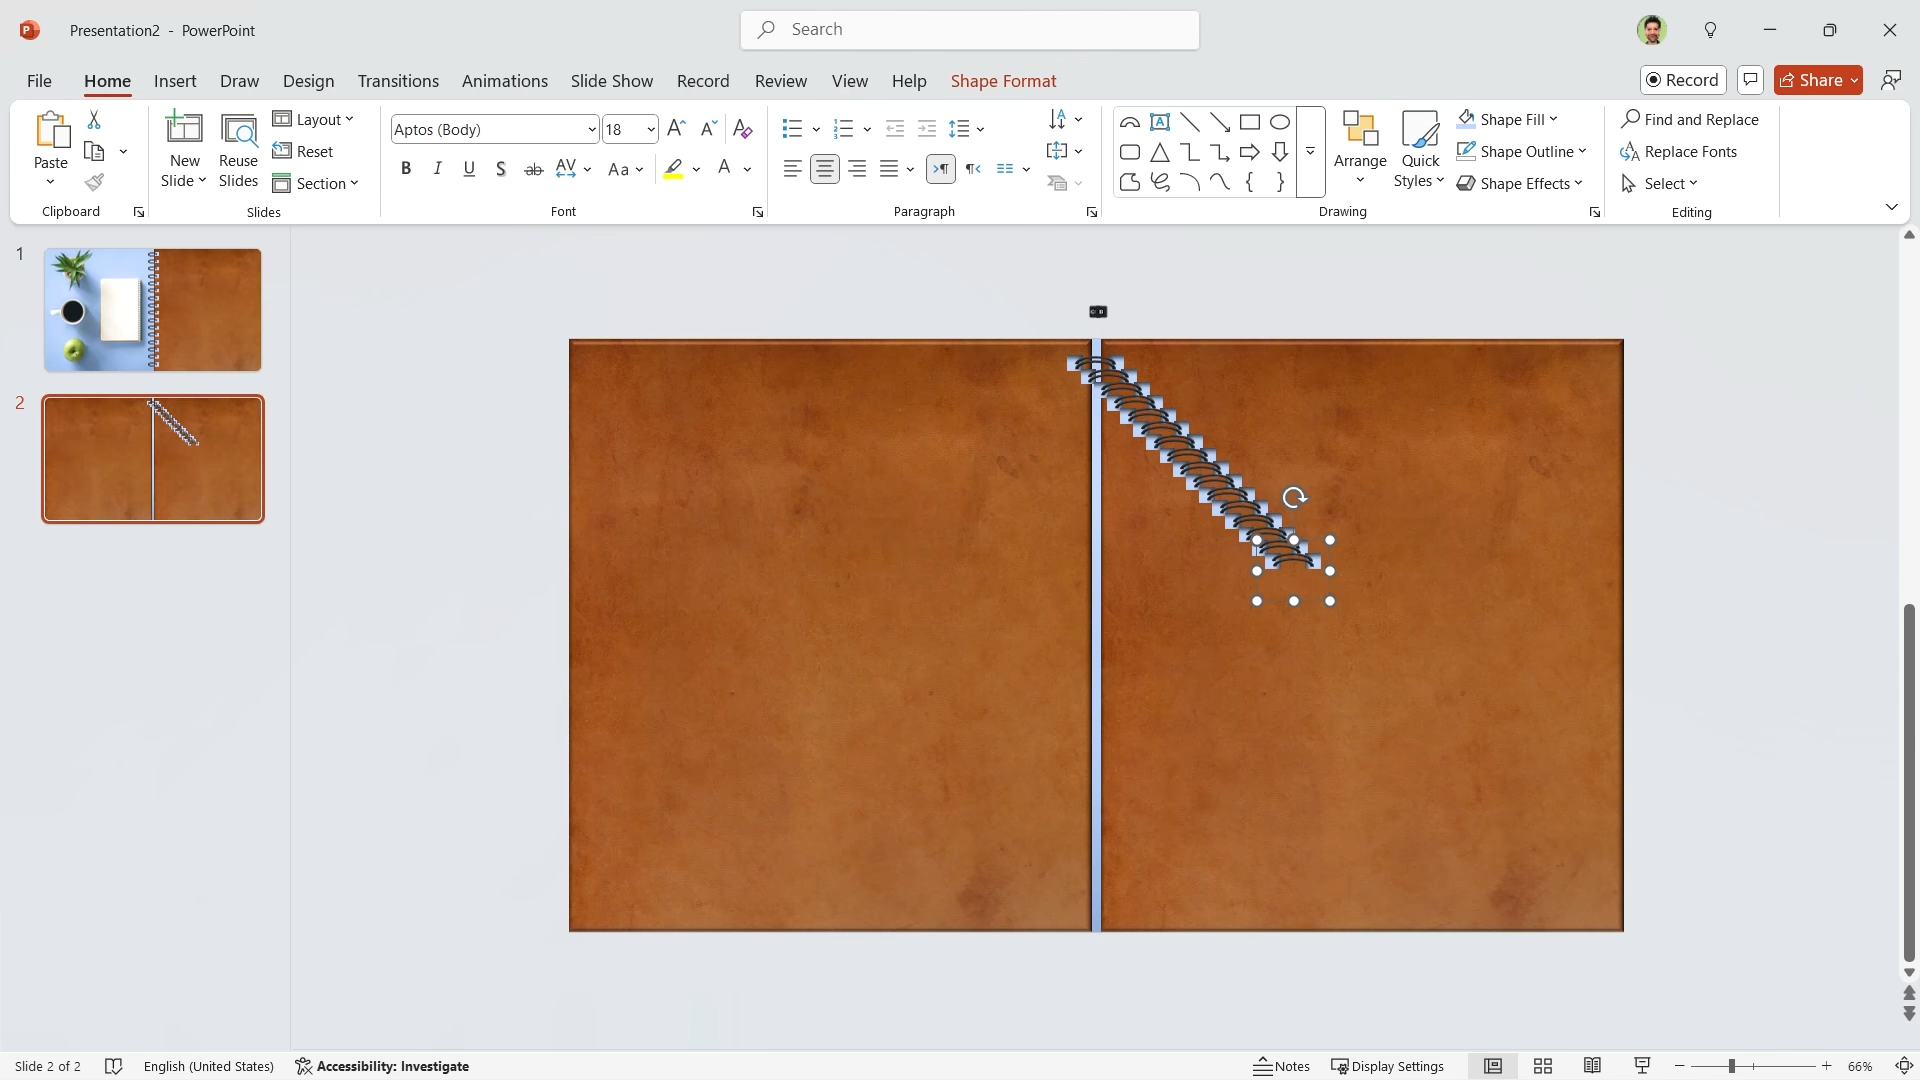 Presentation2 - PowerPoint
Search
File Home Insert Draw Design Transitions Animations Slide Show Record Review View Help Shape Format
Record Share
Paste
Clipboard
New Slide
Reuse Slides
Layout
Reset
Section
Slides
Aptos (Body) 18
B I U S ab AV Aa A
Font
Paragraph
Arrange
Quick Styles
Shape Fill
Shape Outline
Shape Effects
Drawing
Find and Replace
Replace Fonts
Select
Editing
1
2
Slide 2 of 2 English (United States) Accessibility: Investigate Notes Display Settings 66%